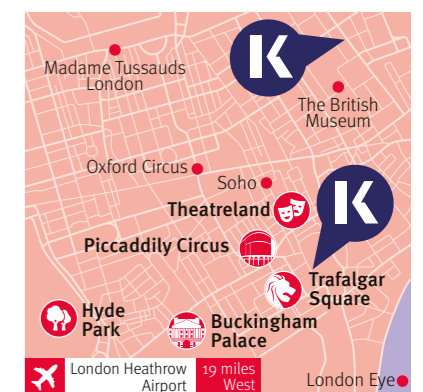 Madame Tussauds
London
K
The British
Museum
Oxford Circus
Soho
K
Theatreland
Piccadilly Circus
Trafalgar
Square
Hyde
Park
Buckingham
Palace
London Heathrow
Airport
19 miles
West
London Eye